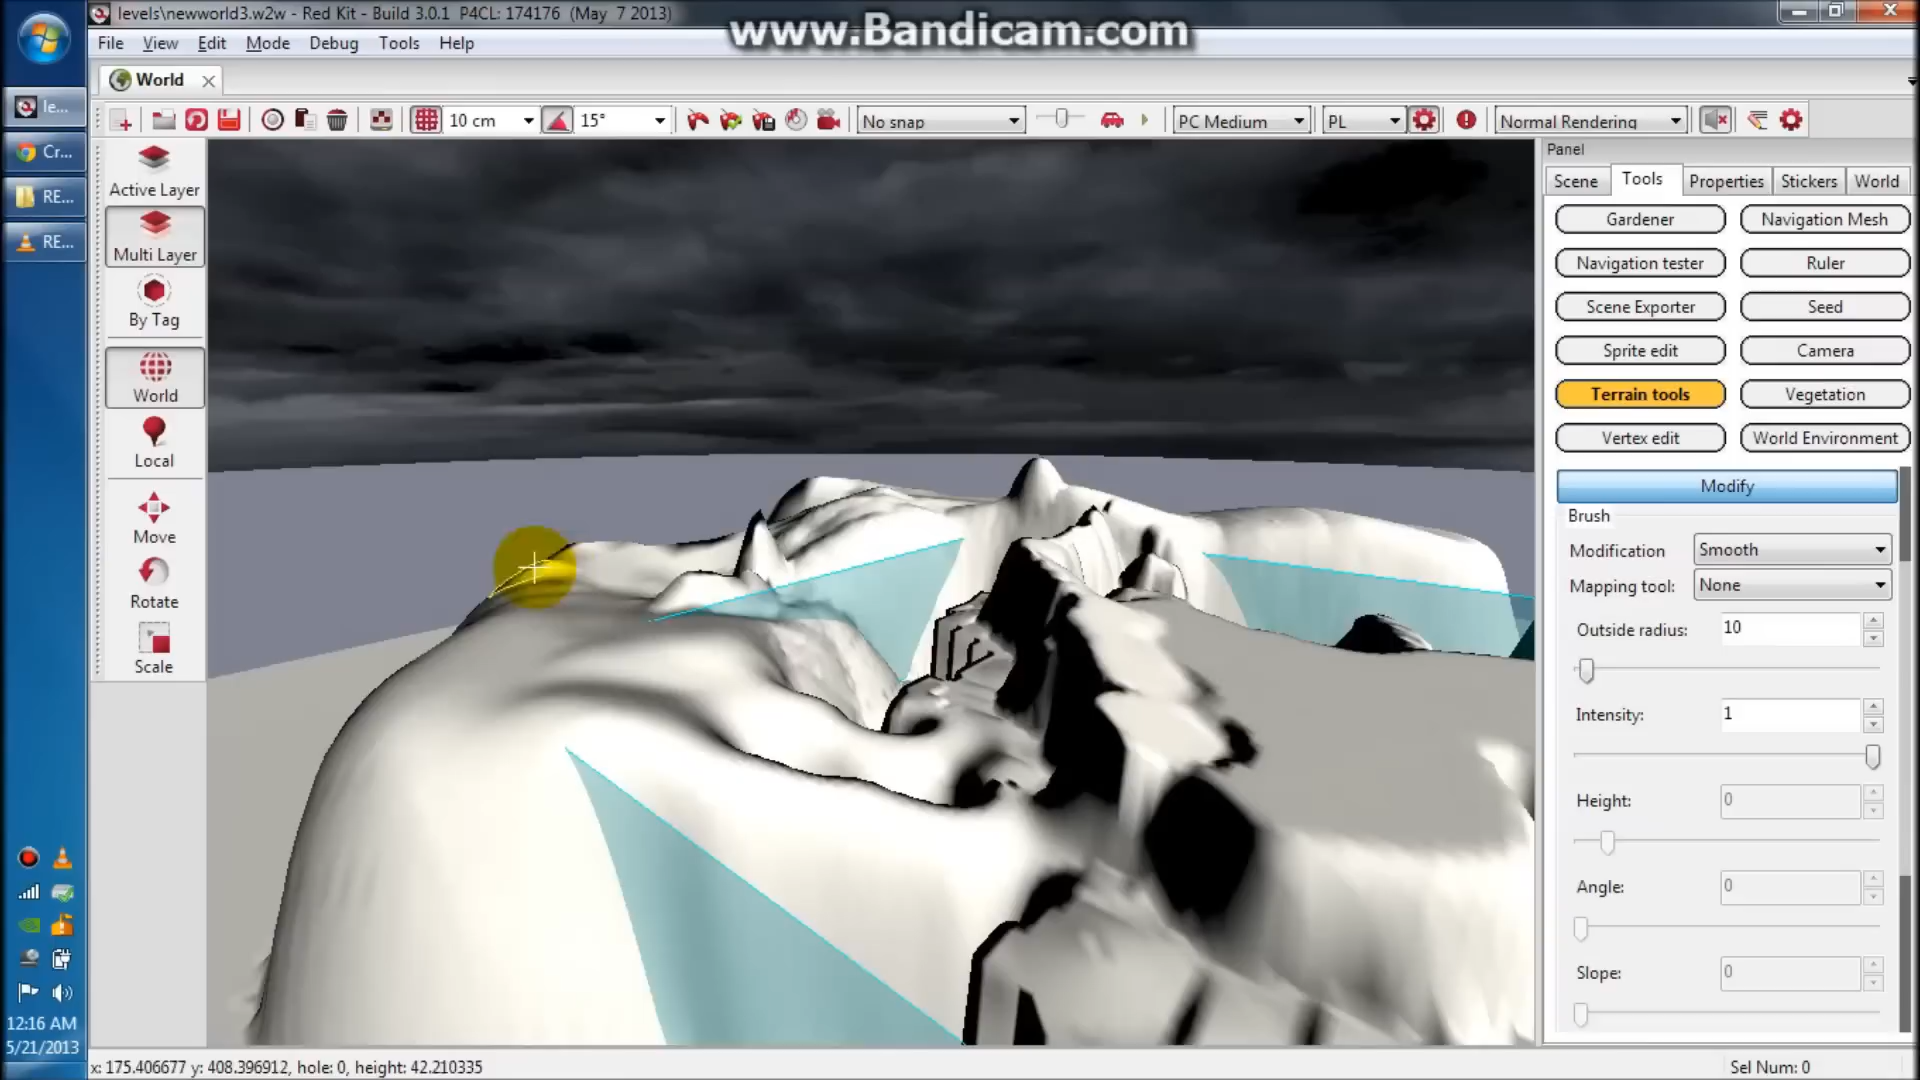 levels\newworld3.w2w - Red Kit - Build 3.0.1 P4CL: 174176 (May 7 2013)
www.Bandicam.com
File View Edit Mode Debug Tools Help
World
10 cm 15° No snap PC Medium PL Normal Rendering
le...
Cr...
RE...
RE...
Active Layer
Multi Layer
By Tag
World
Local
Move
Rotate
Scale
Panel
Scene Tools Properties Stickers World
Gardener Navigation Mesh
Navigation tester Ruler
Scene Exporter Seed
Sprite edit Camera
Terrain tools Vegetation
Vertex edit World Environment
Modify
Brush
Modification Smooth
Mapping tool: None
Outside radius: 10
Intensity: 1
Height: 0
Angle: 0
Slope: 0
12:16 AM
5/21/2013
x: 175.406677 y: 408.396912, hole: 0, height: 42.210335
Sel Num: 0